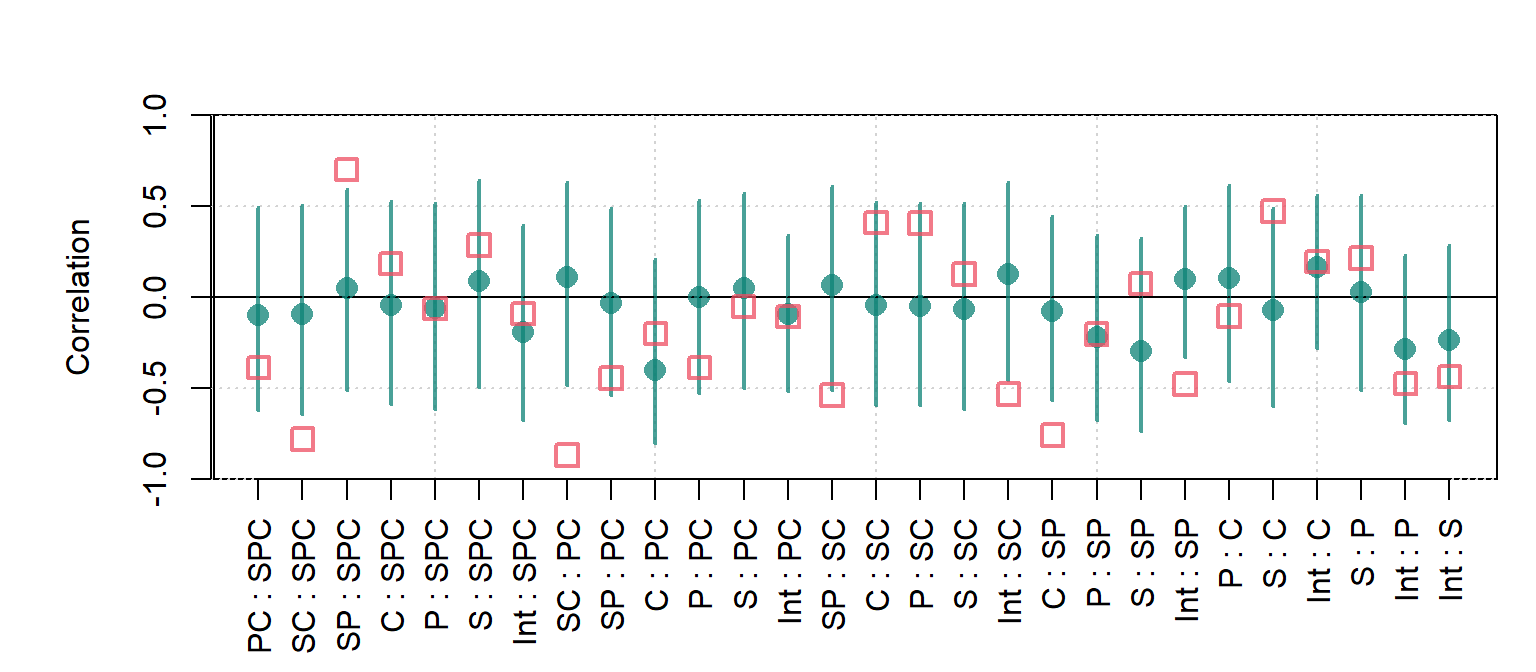 Correlation
1.0
0.5
0.0
-0.5
-1.0
PC : SPC
SC : SPC
SP : SPC
C : SPC
P : SPC
S : SPC
Int : SPC
SC : PC
SP : PC
C : PC
P : PC
S : PC
Int : PC
SP : SC
C : SC
P : SC
S : SC
Int : SC
C : SP
P : SP
S : SP
Int : SP
P : C
S : C
Int : C
S : P
Int : P
Int : S